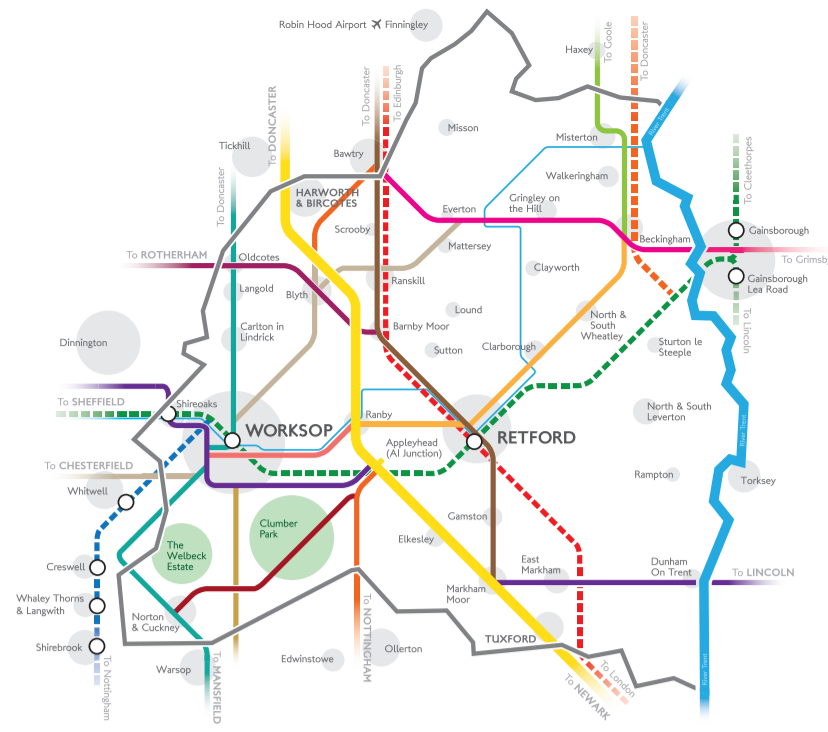 Robin Hood Airport Finningley
Haxey
To Goole
To Doncaster
To Doncaster
To Edinburgh
To DONCASTER
River Trent
Misson
Misterton
Tickhill
Bawtry
Walkeringham
To Cleethorpes
To Doncaster
HARWORTH
& BIRCOTES
Gringley on
the Hill
Everton
Scrooby
Gainsborough
Beckingham
Mattersey
To ROTHERHAM
Oldcotes
To Grimsb
Clayworth
Ranskill
Gainsborough
Lea Road
Langold
Blyth
Lound
North &
South
Wheatley
To Lincoln
Carlton in
Lindrick
Barnby Moor
Dinnington
Sutton
Clarborough
Sturton le
Steeple
To SHEFFIELD
Shireoaks
Ranby
North & South
Leverton
River Trent
WORKSOP
RETFORD
Appleyhead
(A1 Junction)
To CHESTERFIELD
Rampton
Torksey
Whitwell
Clumber
Park
Gamston
Elkesley
The
Welbeck
Estate
East
Markham
Dunham
On Trent
To LINCOLN
Creswell
Markham
Moor
Whaley Thorns
& Langwith
Norton
& Cuckney
To NOTTINGHAM
TUXFORD
Shirebrook
Ollerton
Edwinstowe
Warsop
To Nottingham
To MANSFIELD
To London
To NEWARK
River Trent